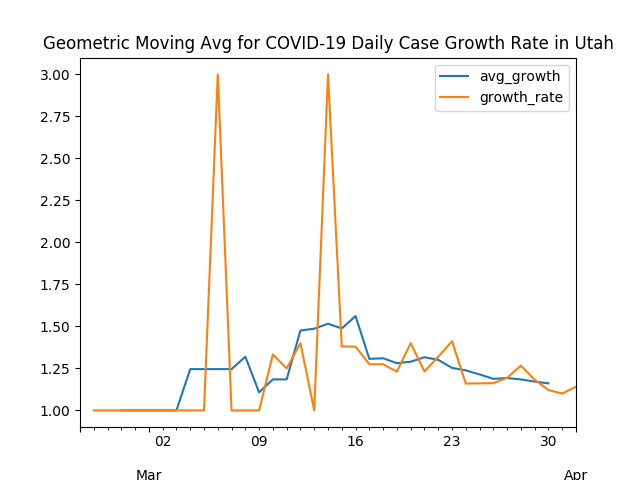 Geometric Moving Avg for COVID-19 Daily Case Growth Rate in Utah
avg_growth
growth_rate
3.00
2.75
2.50
2.25
2.00
1.75
1.50
1.25
1.00
02 09 16 23 30
Mar Apr